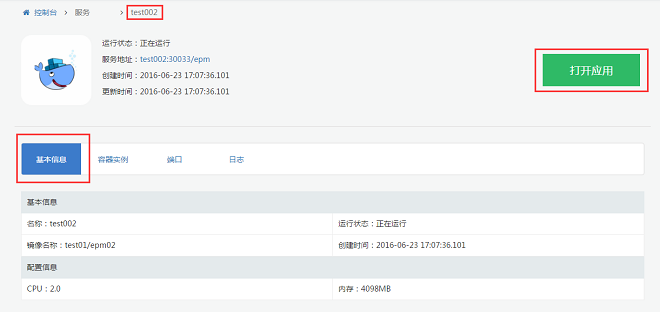 控制台 > 服务 > test002
运行状态：正在运行
服务地址：test002:30033/epm
创建时间：2016-06-23 17:07:36.101
更新时间：2016-06-23 17:07:36.101
打开应用
基本信息 容器实例 端口 日志
基本信息
名称：test002 运行状态：正在运行
镜像名称：test01/epm02 创建时间：2016-06-23 17:07:36.101
配置信息
CPU：2.0 内存：4098MB